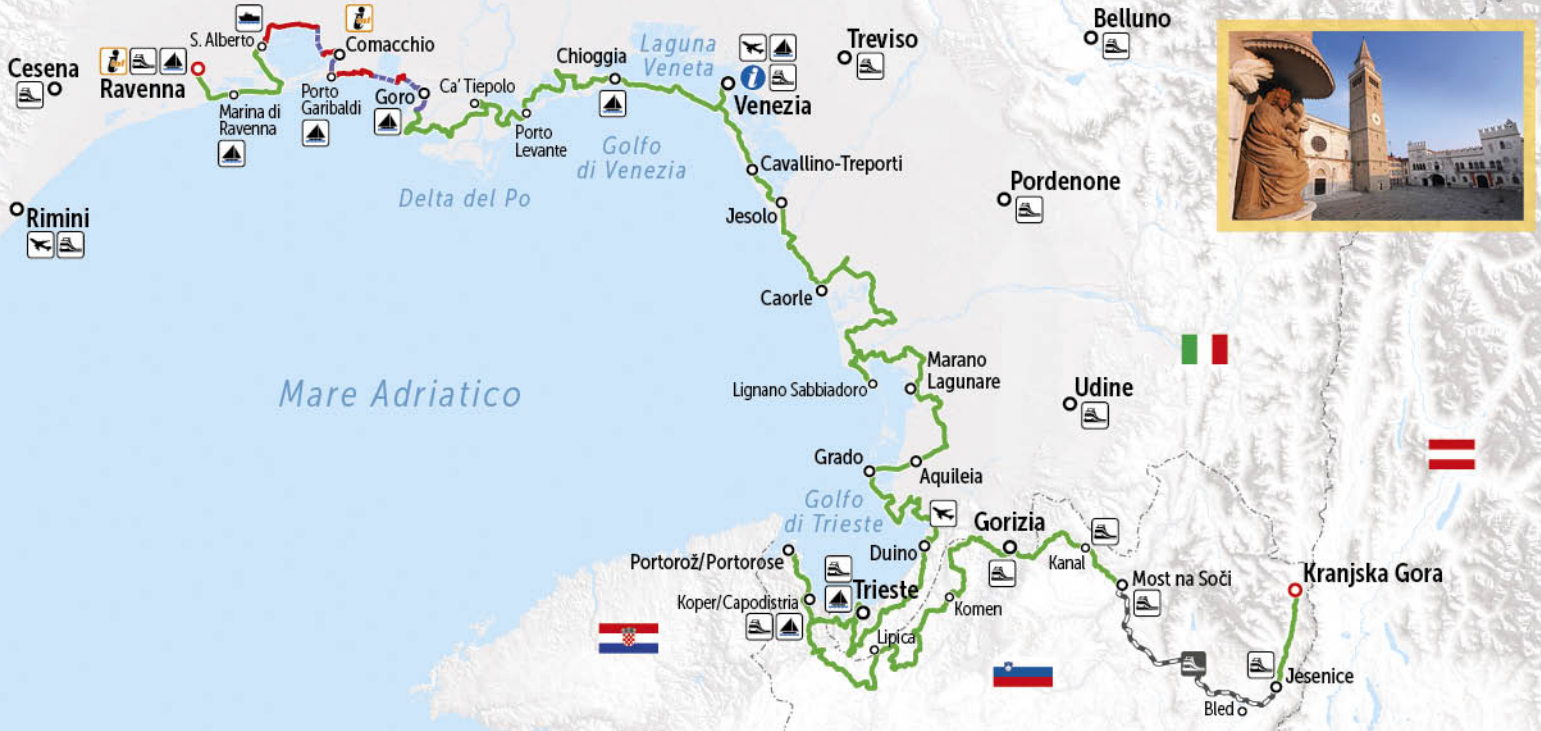 Belluno
Treviso
S. Alberto
Comacchio
Chioggia
Laguna
Veneta
Cesena
Ravenna
Venezia
Marina di
Ravenna
Porto
Garibaldi
Goro
Ca' Tiepolo
Porto
Levante
Golfo
di Venezia
Delta del Po
Cavallino-Treporti
Pordenone
Rimini
Jesolo
Caorle
Mare Adriatico
Marano
Lagunare
Lignano Sabbiadoro
Udine
Grado
Aquileia
Golfo
di Trieste
Gorizia
Duino
Kanal
Portorož/Portorose
Most na Soči
Kranjska Gora
Trieste
Koper/Capodistria
Komen
Lipica
Jesenice
Bled